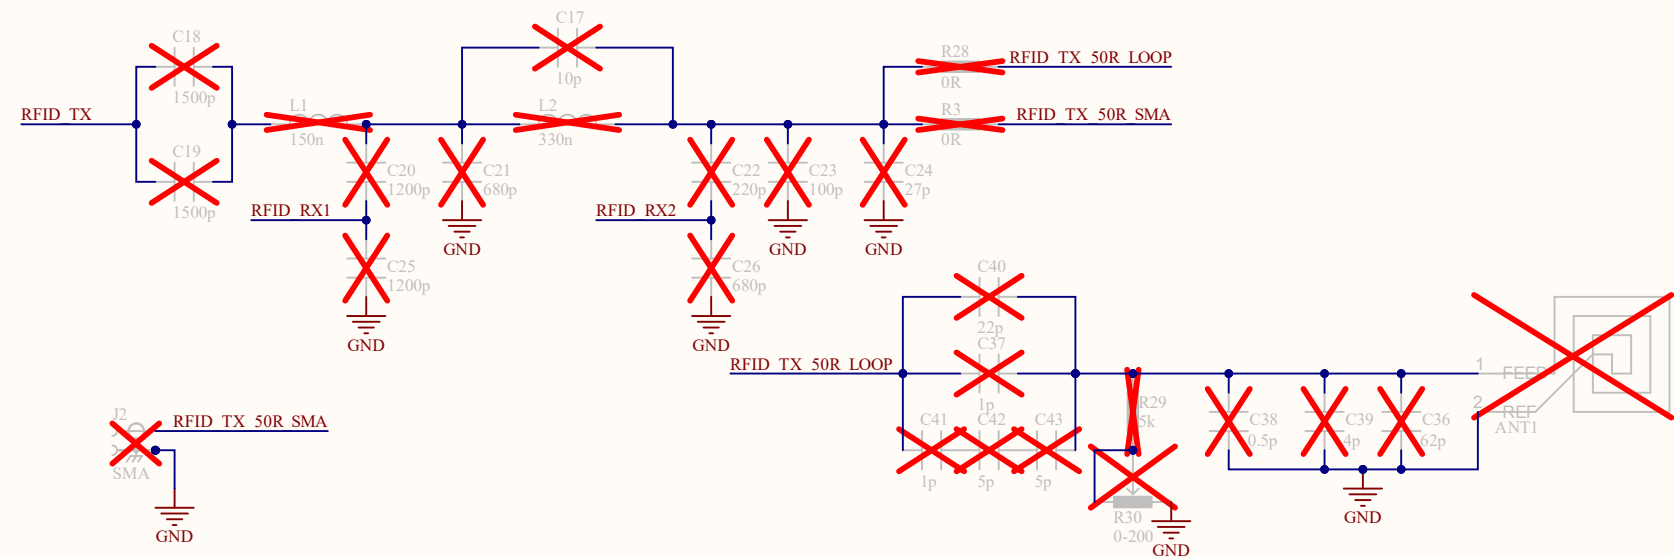 C17
10p
C18
1500p
RFID_TX
C19
1500p
L1
150n
L2
330n
R28
0R
RFID_TX_50R_LOOP
R3
0R
RFID_TX_50R_SMA
C20
1200p
C21
680p
C22
220p
C23
100p
C24
27p
RFID_RX1
RFID_RX2
GND
GND
GND
GND
C25
1200p
C26
680p
GND
GND
C40
22p
C37
1p
RFID_TX_50R_LOOP
C41
1p
C42
5p
C43
5p
R29
5k
R30
0-200
GND
C38
0.5p
C39
4p
C36
62p
GND
1
FEED
2
REF
ANT1
J2
RFID_TX_50R_SMA
SMA
GND